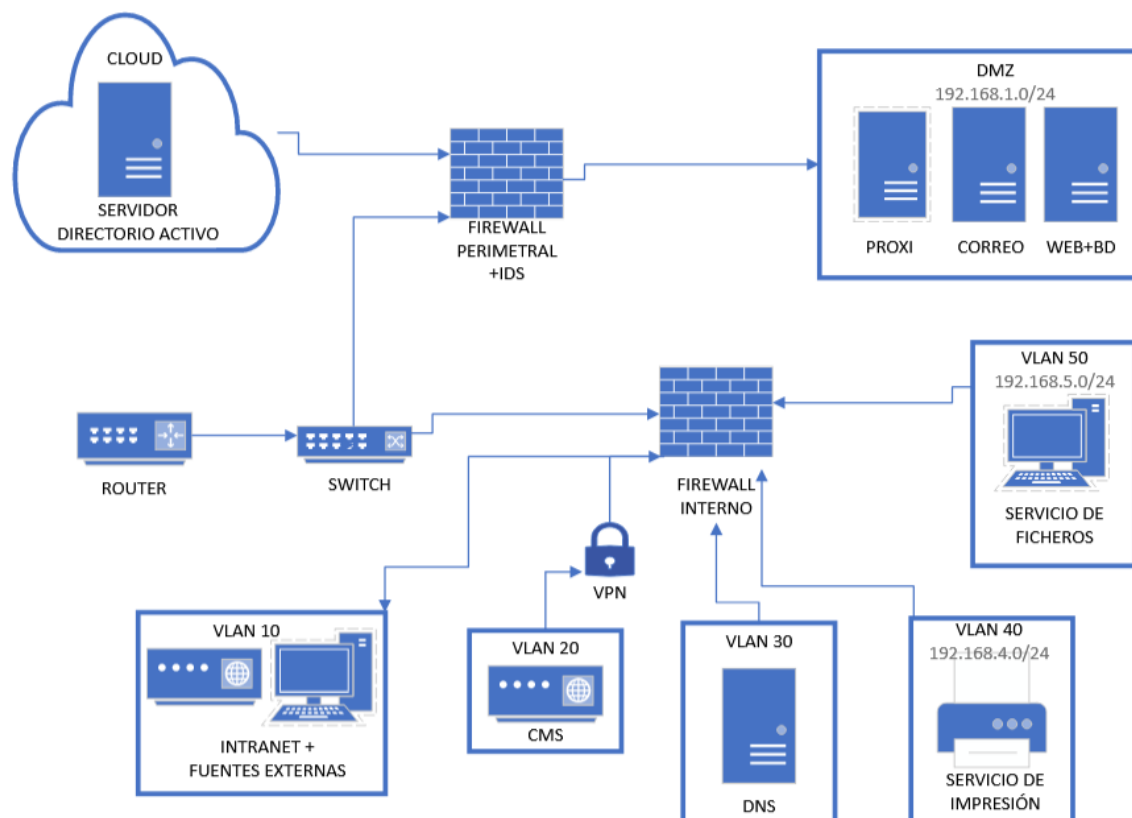 CLOUD
SERVIDOR
DIRECTORIO ACTIVO
FIREWALL
PERIMETRAL
+IDS
DMZ
192.168.1.0/24
PROXI
CORREO
WEB+BD
ROUTER
SWITCH
FIREWALL
INTERNO
VLAN 50
192.168.5.0/24
SERVICIO DE
FICHEROS
VPN
VLAN 10
INTRANET +
FUENTES EXTERNAS
VLAN 20
CMS
VLAN 30
DNS
VLAN 40
192.168.4.0/24
SERVICIO DE
IMPRESIÓN